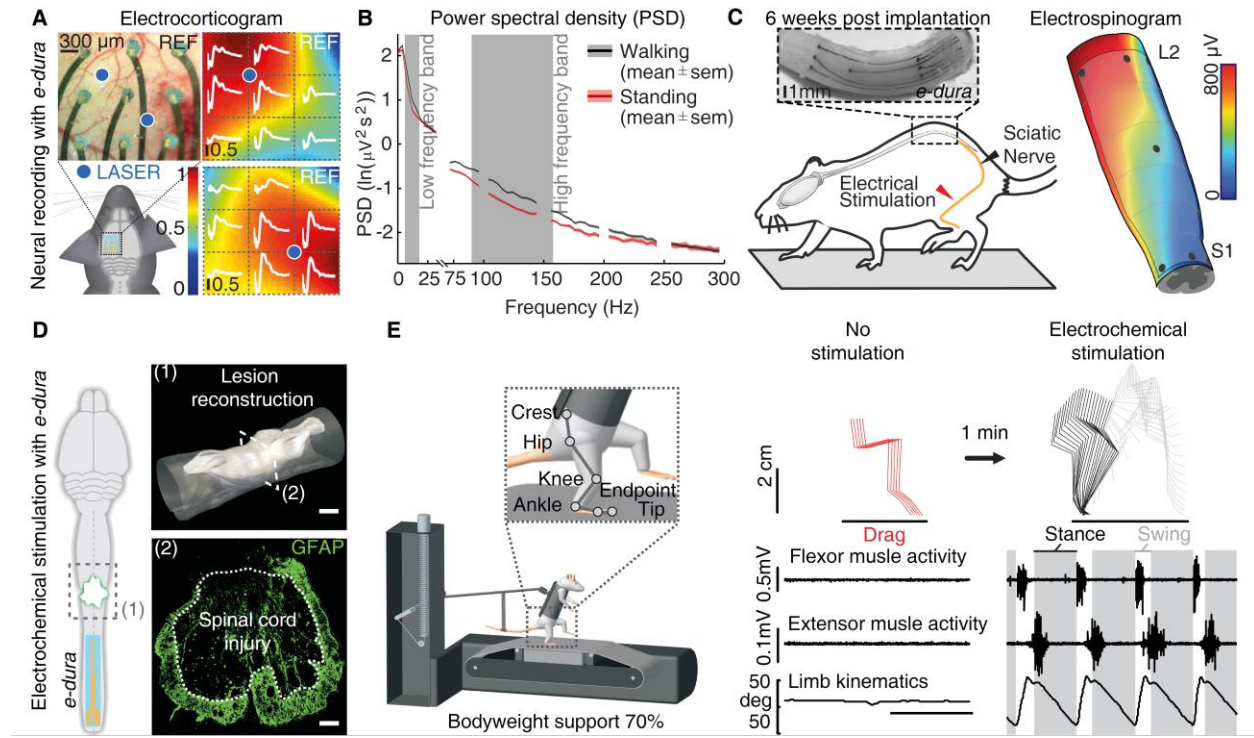 A
Electrocorticogram
Neural recording with e-dura
300 μm
REF
REF
0.5
LASER
1
0.5
0
REF
0.5
B
Power spectral density (PSD)
PSD (ln(μV² s²))
2
1
0
-1
-2
Low frequency band
High frequency band
Walking
(mean ± sem)
Standing
(mean ± sem)
0
25
75
100
150
200
250
300
Frequency (Hz)
C
6 weeks post implantation
1mm
e-dura
Sciatic
Nerve
Electrical
Stimulation
Electrospinogram
L2
S1
800 μV
0
D
Electrochemical stimulation with e-dura
(1)
e-dura
(1)
Lesion
reconstruction
(2)
(2)
GFAP
Spinal cord
injury
E
Crest
Hip
Knee
Ankle
Endpoint
Tip
Bodyweight support 70%
No
stimulation
1 min
Electrochemical
stimulation
2 cm
Drag
Stance
Swing
Flexor musle activity
0.5mV
Extensor musle activity
0.1mV
Limb kinematics
50
deg
50
50
50